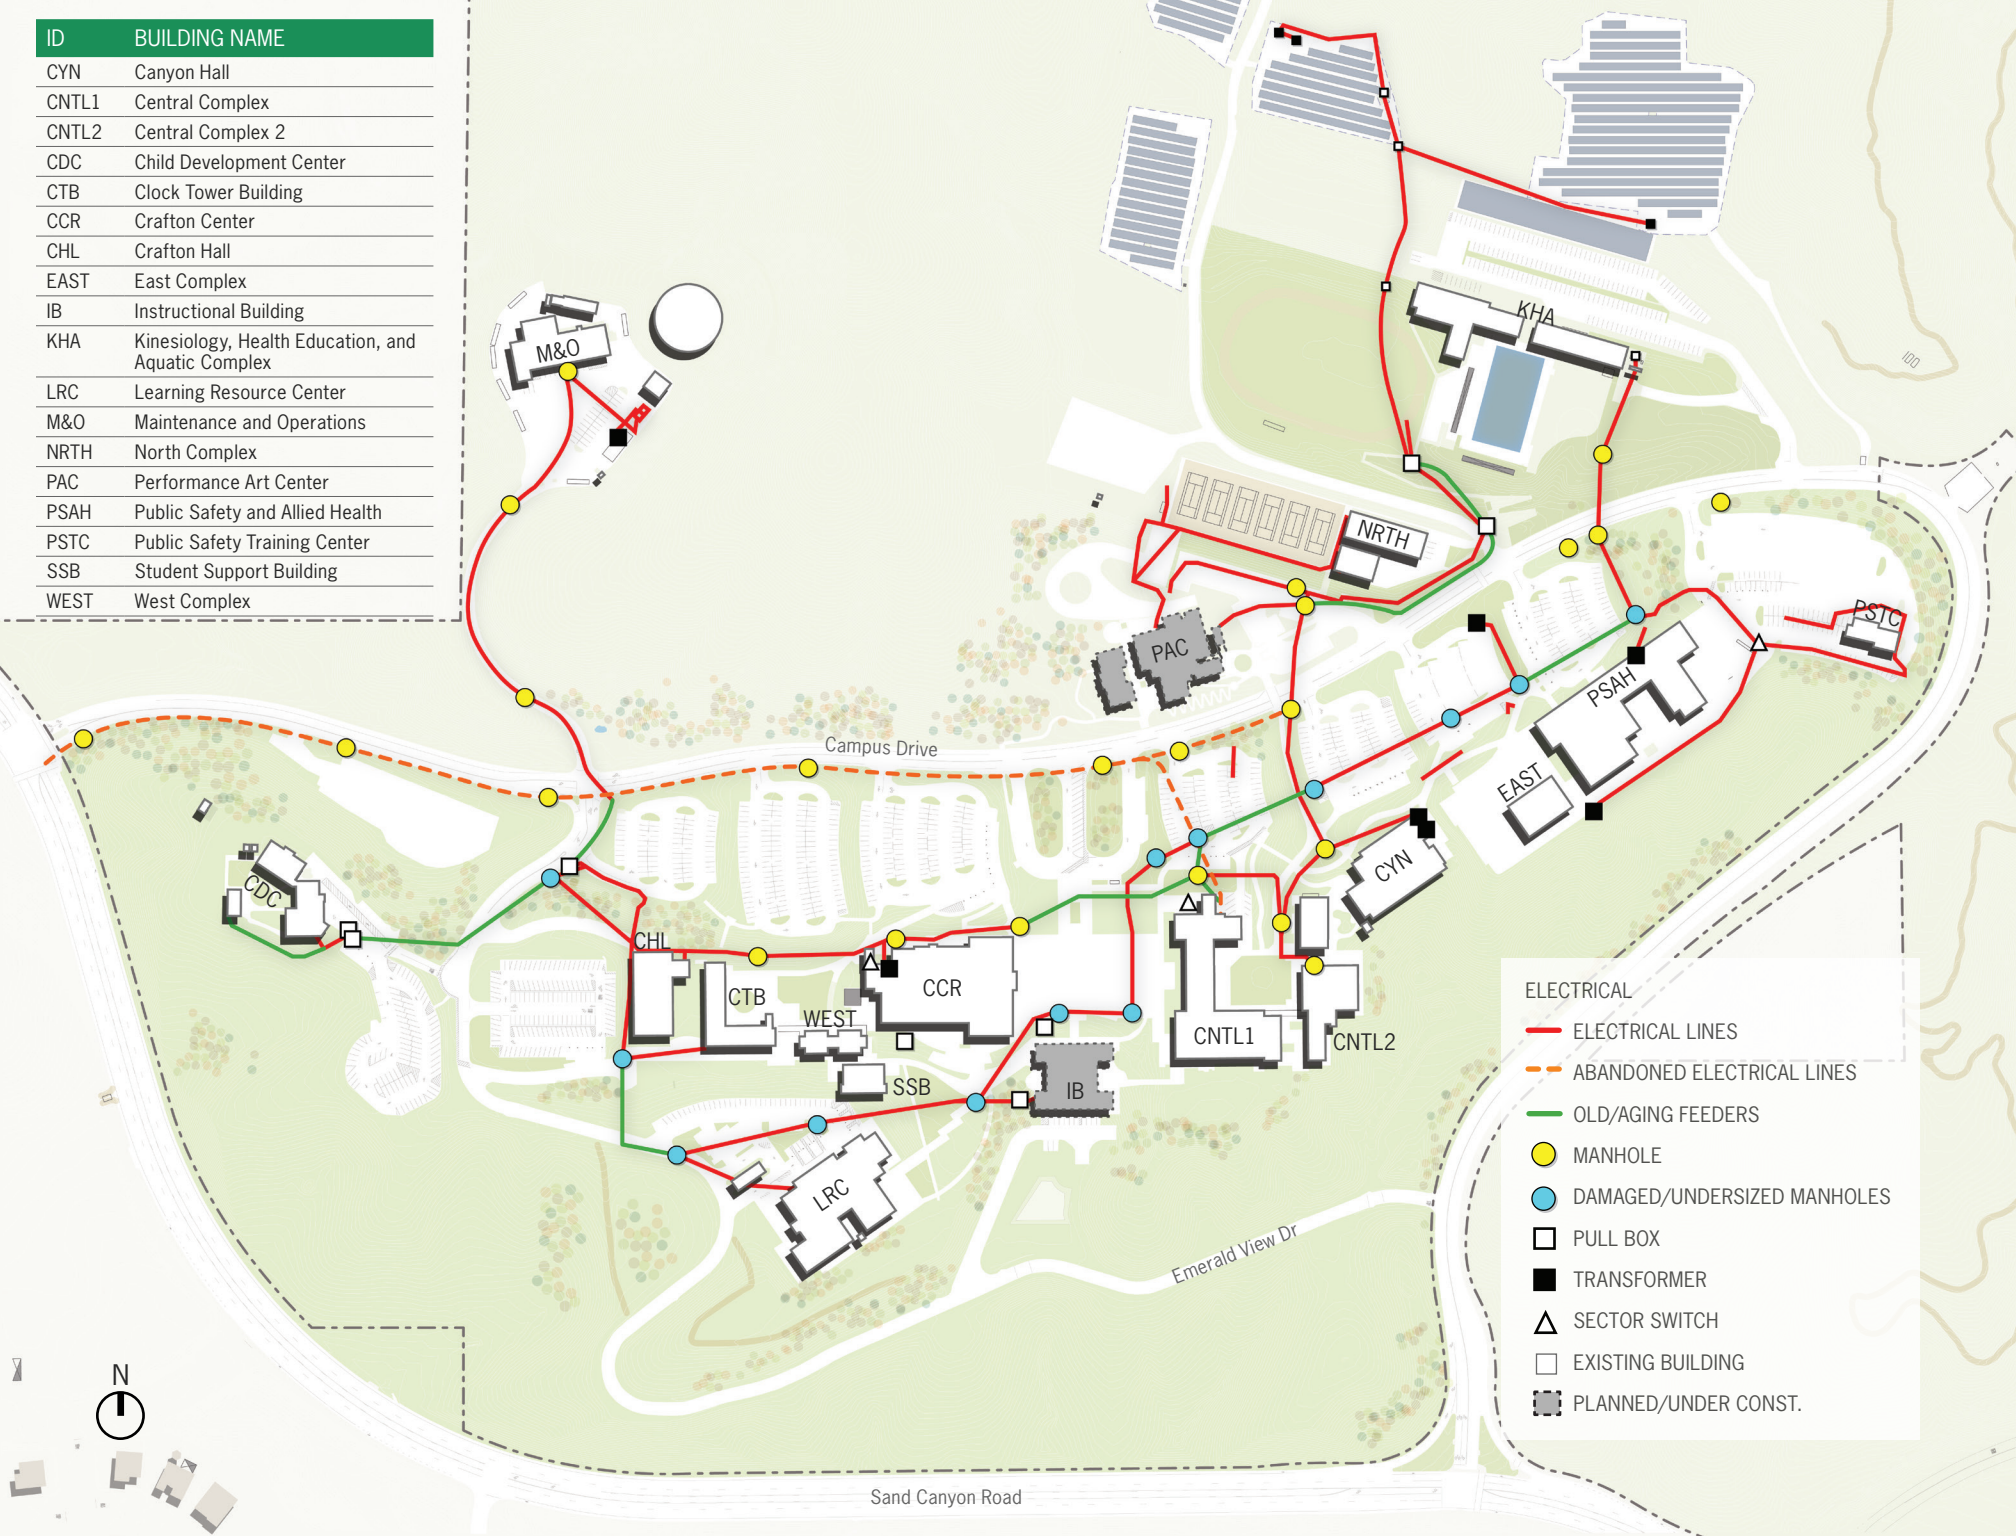 ID BUILDING NAME
CYN Canyon Hall
CNTL1 Central Complex
CNTL2 Central Complex 2
CDC Child Development Center
CTB Clock Tower Building
CCR Crafton Center
CHL Crafton Hall
EAST East Complex
IB Instructional Building
KHA Kinesiology, Health Education, and
Aquatic Complex
LRC Learning Resource Center
M&O Maintenance and Operations
NRTH North Complex
PAC Performance Art Center
PSAH Public Safety and Allied Health
PSTC Public Safety Training Center
SSB Student Support Building
WEST West Complex
KHA
M&O
NRTH
PSTC
PAC
PSAH
Campus Drive
EAST
CYN
CDC
CHL
CCR
CTB
WEST
CNTL1
CNTL2
SSB
IB
LRC
Emerald View Dr
Sand Canyon Road
N
ELECTRICAL
ELECTRICAL LINES
ABANDONED ELECTRICAL LINES
OLD/AGING FEEDERS
MANHOLE
DAMAGED/UNDERSIZED MANHOLES
PULL BOX
TRANSFORMER
SECTOR SWITCH
EXISTING BUILDING
PLANNED/UNDER CONST.